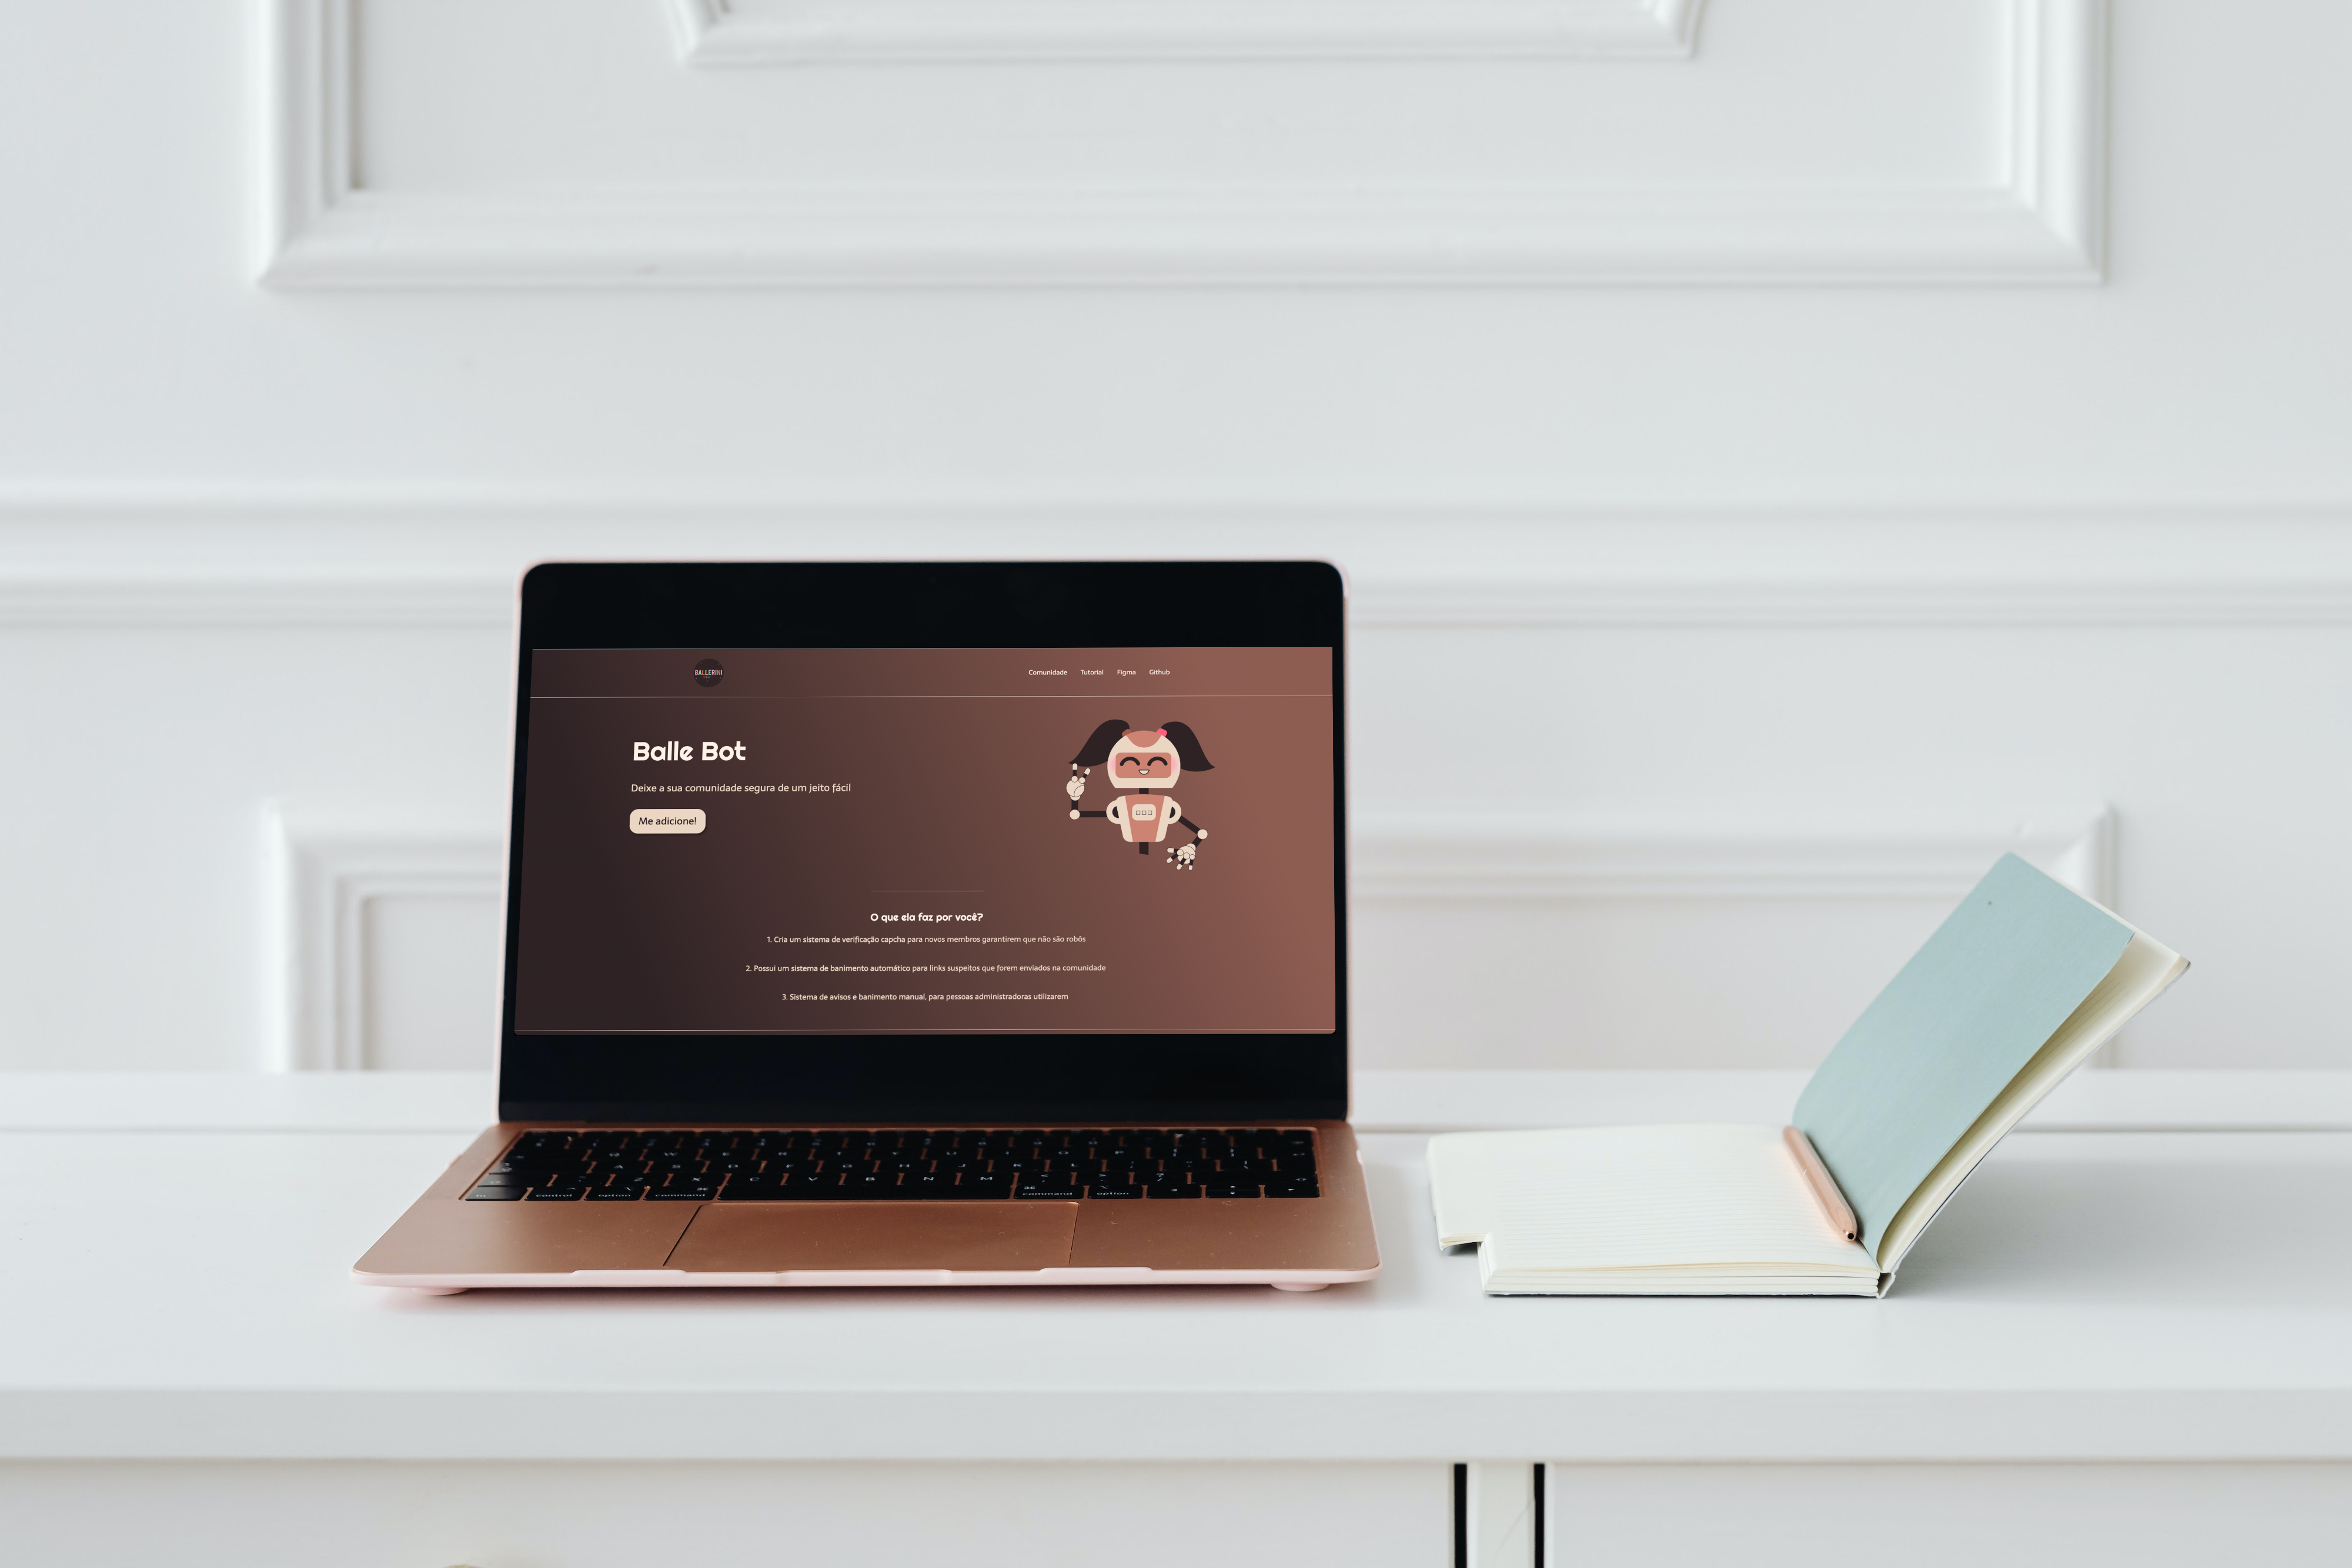 BALLERINI
Comunidade Tutorial Figma Github
Balle Bot
Deixe a sua comunidade segura de um jeito fácil
Me adicione!
O que ela faz por você?
1. Cria um sistema de verificação capcha para novos membros garantirem que não são robôs
2. Possui um sistema de banimento automático para links suspeitos que forem enviados na comunidade
3. Sistema de avisos e banimento manual, para pessoas administradoras utilizarem
A S D F G H J K L
Z X C V B N M
fn control option command command option